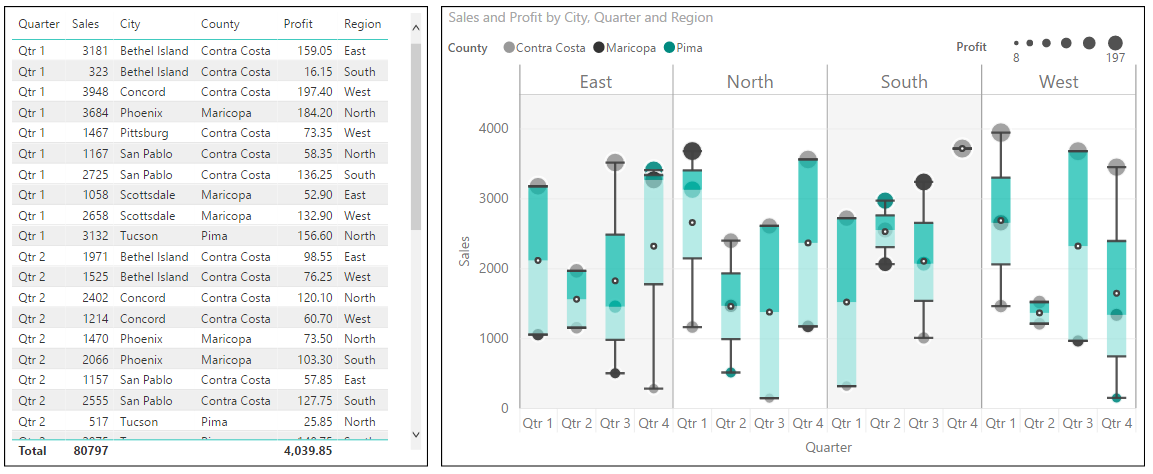 Quarter Sales City County Profit Region
Qtr 1 3181 Bethel Island Contra Costa 159.05 East
Qtr 1 323 Bethel Island Contra Costa 16.15 South
Qtr 1 3948 Concord Contra Costa 197.40 West
Qtr 1 3684 Phoenix Maricopa 184.20 North
Qtr 1 1467 Pittsburg Contra Costa 73.35 West
Qtr 1 1167 San Pablo Contra Costa 58.35 North
Qtr 1 2725 San Pablo Contra Costa 136.25 South
Qtr 1 1058 Scottsdale Maricopa 52.90 East
Qtr 1 2658 Scottsdale Maricopa 132.90 West
Qtr 1 3132 Tucson Pima 156.60 North
Qtr 2 1971 Bethel Island Contra Costa 98.55 East
Qtr 2 1525 Bethel Island Contra Costa 76.25 West
Qtr 2 2402 Concord Contra Costa 120.10 North
Qtr 2 1214 Concord Contra Costa 60.70 West
Qtr 2 1470 Phoenix Maricopa 73.50 North
Qtr 2 2066 Phoenix Maricopa 103.30 South
Qtr 2 1157 San Pablo Contra Costa 57.85 East
Qtr 2 2555 San Pablo Contra Costa 127.75 South
Qtr 2 517 Tucson Pima 25.85 North
Total 80797 4,039.85
Sales and Profit by City, Quarter and Region
County Contra Costa Maricopa Pima Profit
8 197
East North South West
4000
3000
2000
1000
0
Sales
Qtr 1 Qtr 2 Qtr 3 Qtr 4 Qtr 1 Qtr 2 Qtr 3 Qtr 4 Qtr 1 Qtr 2 Qtr 3 Qtr 4 Qtr 1 Qtr 2 Qtr 3 Qtr 4
Quarter